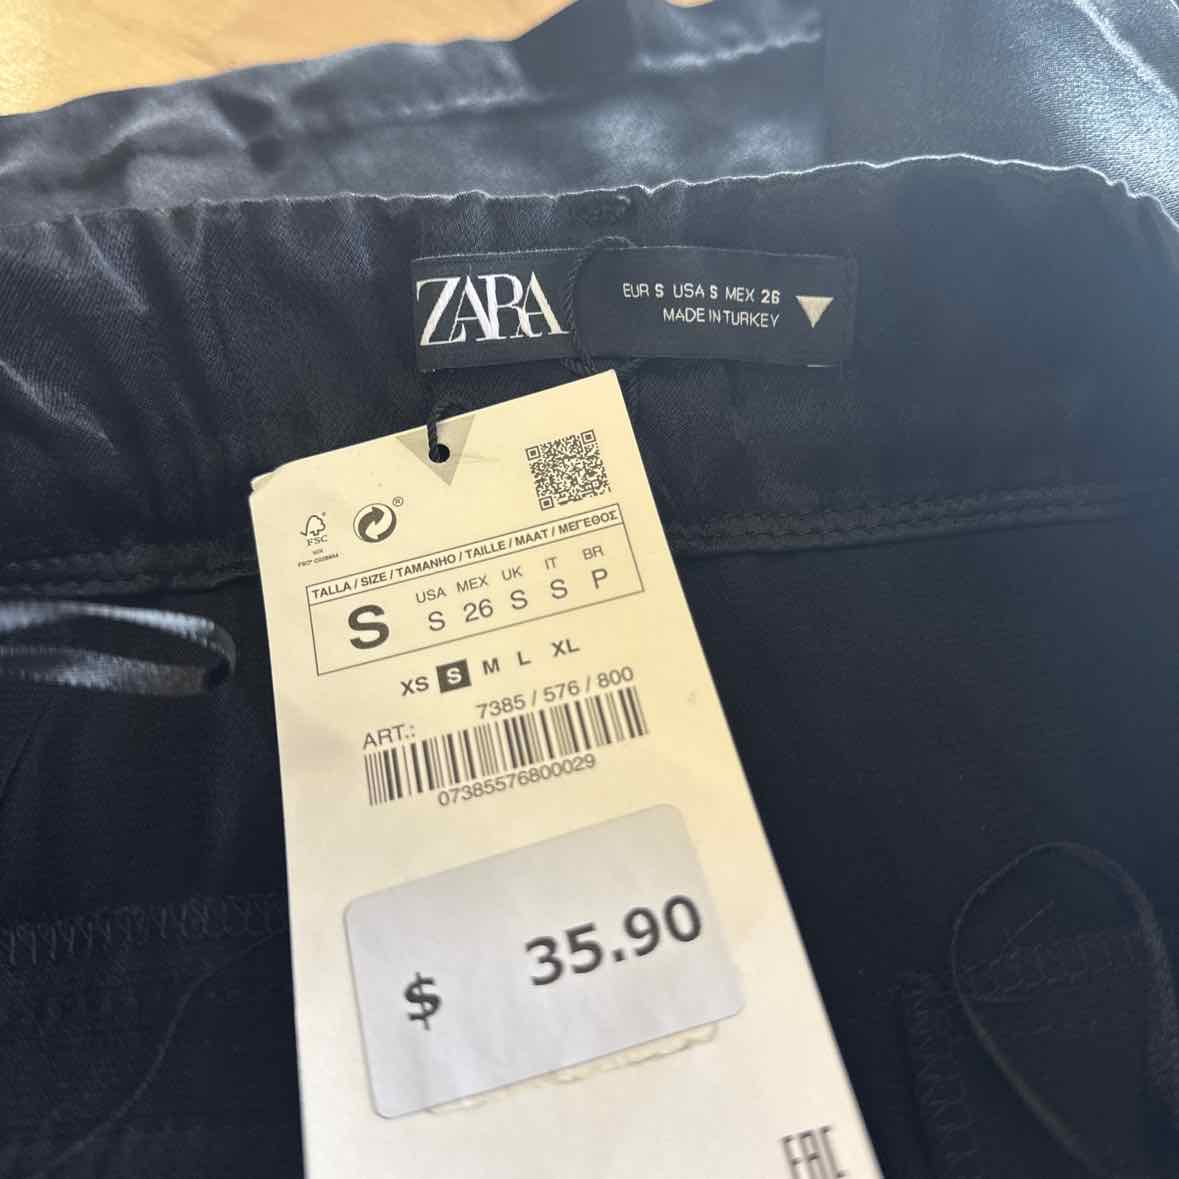 ZARA
EUR S USA S MEX 26
MADE IN TURKEY
FSC
TALLA / SIZE / TAMANHO / TAILLE / MAAT / ΜΕΓΕΘΟΣ
S
USA MEX UK IT BR
S 26 S S P
XS S M L XL
ART.: 7385 / 576 / 800
07385576800029
$ 35.90
EAC